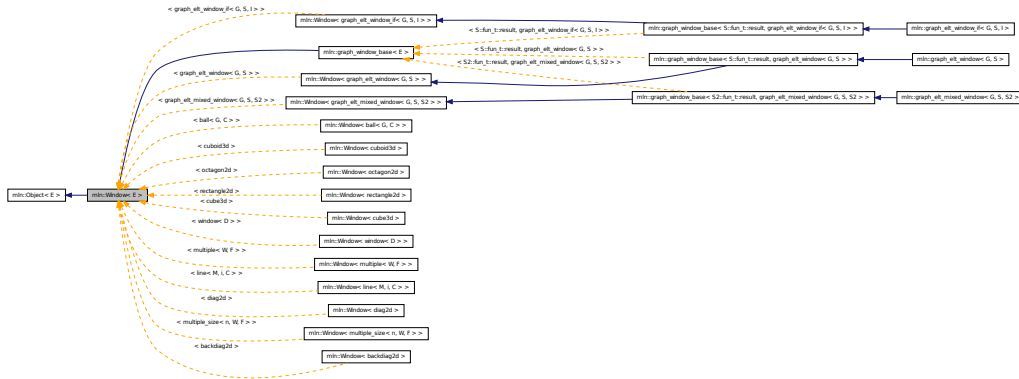 < graph_elt_window_if< G, S, I > >
mln::Window< graph_elt_window_if< G, S, I > >
mln::graph_window_base< S::fun_t::result, graph_elt_window_if< G, S, I > >
mln::graph_elt_window_if< G, S, I >
< S::fun_t::result, graph_elt_window_if< G, S, I > >
mln::graph_window_base< E >
< S::fun_t::result, graph_elt_window< G, S > >
mln::graph_window_base< S::fun_t::result, graph_elt_window< G, S > >
mln::graph_elt_window< G, S >
< S2::fun_t::result, graph_elt_mixed_window< G, S, S2 > >
< graph_elt_window< G, S > >
mln::Window< graph_elt_window< G, S > >
< graph_elt_mixed_window< G, S, S2 > >
mln::Window< graph_elt_mixed_window< G, S, S2 > >
mln::graph_window_base< S2::fun_t::result, graph_elt_mixed_window< G, S, S2 > >
mln::graph_elt_mixed_window< G, S, S2 >
< ball< G, C > >
mln::Window< ball< G, C > >
< cuboid3d >
mln::Window< cuboid3d >
< octagon2d >
mln::Window< octagon2d >
mln::Object< E >
mln::Window< E >
< rectangle2d >
mln::Window< rectangle2d >
< cube3d >
mln::Window< cube3d >
< window< D > >
mln::Window< window< D > >
< multiple< W, F > >
mln::Window< multiple< W, F > >
< line< M, i, C > >
mln::Window< line< M, i, C > >
< diag2d >
mln::Window< diag2d >
< multiple_size< n, W, F > >
mln::Window< multiple_size< n, W, F > >
< backdiag2d >
mln::Window< backdiag2d >